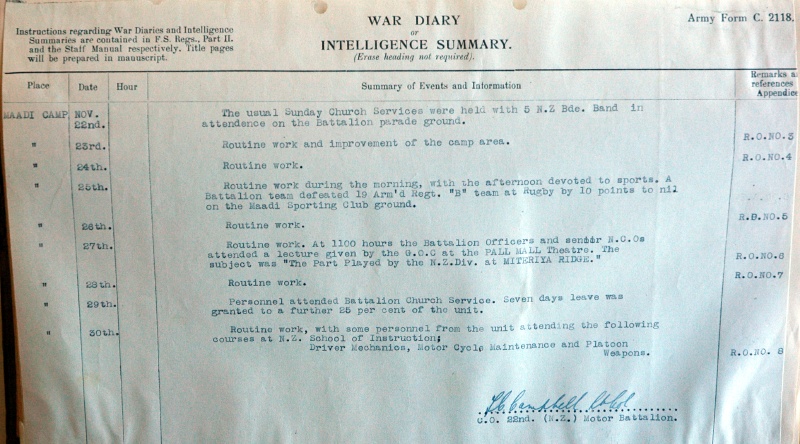 Instructions regarding War Diaries and Intelligence
Summaries are contained in F.S. Regs., Part II.
and the Staff Manual respectively. Title pages
will be prepared in manuscript.
WAR DIARY
or
INTELLIGENCE SUMMARY.
(Erase heading not required).
Army Form C. 2118.
Place Date Hour Summary of Events and Information Remarks a
references
Appendice
MAADI CAMP NOV.
22nd. The usual Sunday Church Services were held with 5 N.Z Bde. Band in
attendence on the Battalion parade ground.
" 23rd. Routine work and improvement of the camp area. R.O.NO.3
" 24th. Routine work. R.O.NO.4
" 25th. Routine work during the morning, with the afternoon devoted to sports. A
Battalion team defeated 19 Arm'd Regt. "B" team at Rugby by 10 points to nil
on the Maadi Sporting Club ground. R.O.NO.5
" 26th. Routine work.
" 27th. Routine work. At 1100 hours the Battalion Officers and senior N.C.Os
attended a lecture given by the G.O.C at the PALL MALL Theatre. The
subject was "The Part Played by the N.Z.Div. at MITERIYA RIDGE." R.O.NO.6
" 28th. Routine work. R.O.NO.7
" 29th. Personnel attended Battalion Church Service. Seven days leave was
granted to a further 25 per cent of the unit.
" 30th. Routine work, with some personnel from the unit attending the following
courses at N.Z. School of Instruction;
Driver Mechanics, Motor Cycle Maintenance and Platoon
Weapons. R.O.NO. 8
Campbell
C.O. 22nd. (N.Z.) Motor Battalion.